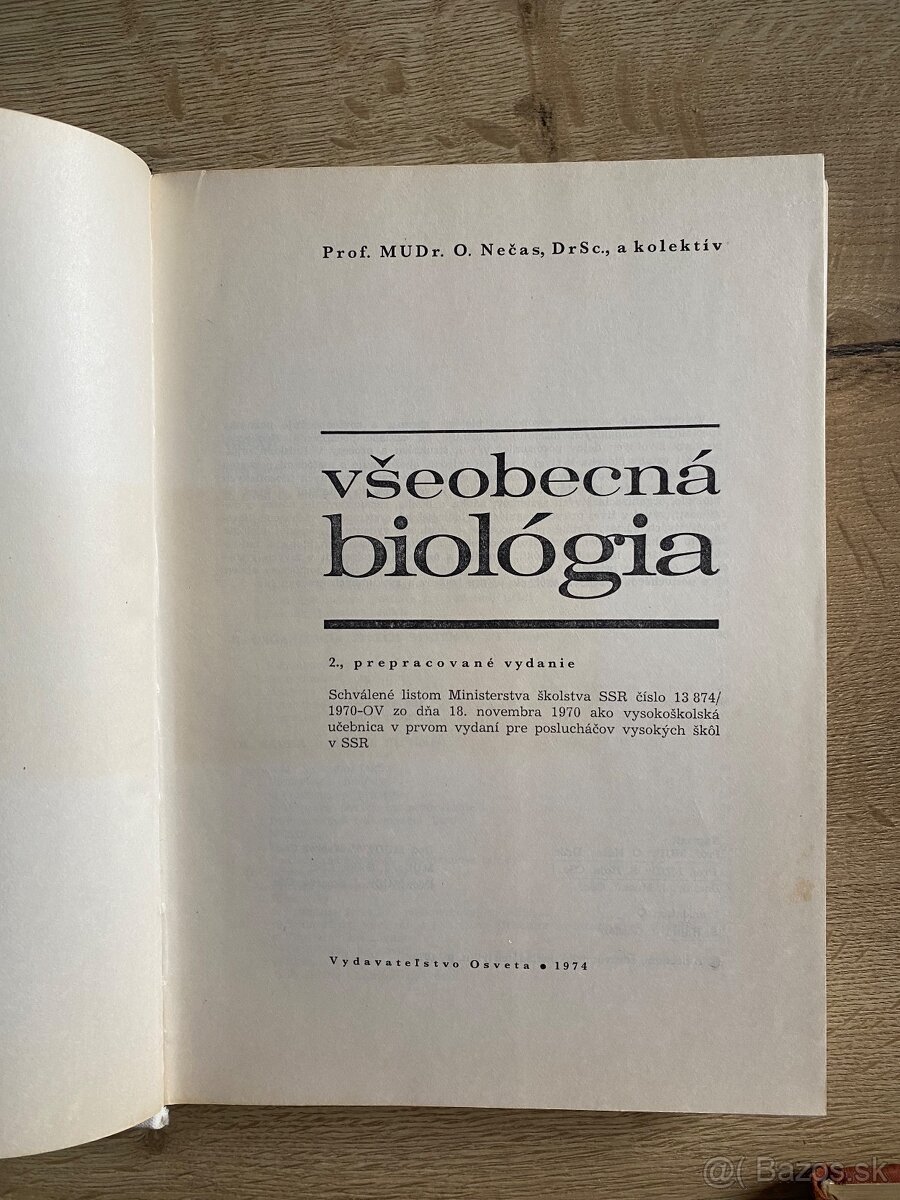 Prof. MUDr. O. Nečas, DrSc., a kolektív
všeobecná
biológia
2., prepracované vydanie
Schválené listom Ministerstva školstva SSR číslo 13 874/
1970-OV zo dňa 18. novembra 1970 ako vysokoškolská
učebnica v prvom vydaní pre poslucháčov vysokých škôl
v SSR
Vydavateľstvo Osveta • 1974
@( Bazos.sk